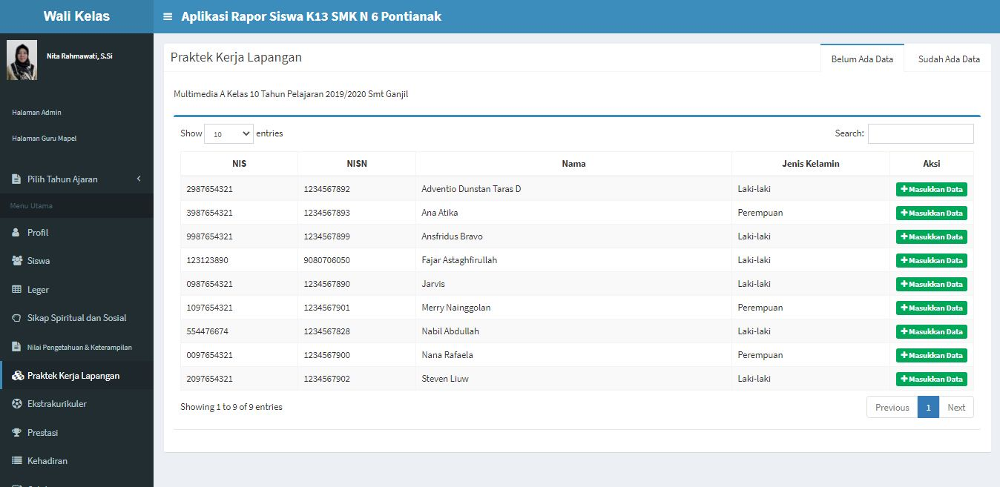 Wali Kelas
Aplikasi Rapor Siswa K13 SMK N 6 Pontianak
Nita Rahmawati, S.Si
Halaman Admin
Halaman Guru Mapel
Pilih Tahun Ajaran
Menu Utama
Profil
Siswa
Leger
Sikap Spiritual dan Sosial
Nilai Pengetahuan & Keterampilan
Praktek Kerja Lapangan
Ekstrakurikuler
Prestasi
Kehadiran
Praktek Kerja Lapangan
Belum Ada Data Sudah Ada Data
Multimedia A Kelas 10 Tahun Pelajaran 2019/2020 Smt Ganjil
Show 10 entries Search:
NIS NISN Nama Jenis Kelamin Aksi
2987654321 1234567892 Adventio Dunstan Taras D Laki-laki Masukkan Data
3987654321 1234567893 Ana Atika Perempuan Masukkan Data
9987654321 1234567899 Ansfridus Bravo Laki-laki Masukkan Data
123123890 9080706050 Fajar Astaghfirullah Laki-laki Masukkan Data
0987654321 1234567890 Jarvis Laki-laki Masukkan Data
1097654321 1234567901 Merry Nainggolan Perempuan Masukkan Data
554476674 1234567828 Nabil Abdullah Laki-laki Masukkan Data
0097654321 1234567900 Nana Rafaela Perempuan Masukkan Data
2097654321 1234567902 Steven Liuw Laki-laki Masukkan Data
Showing 1 to 9 of 9 entries Previous 1 Next